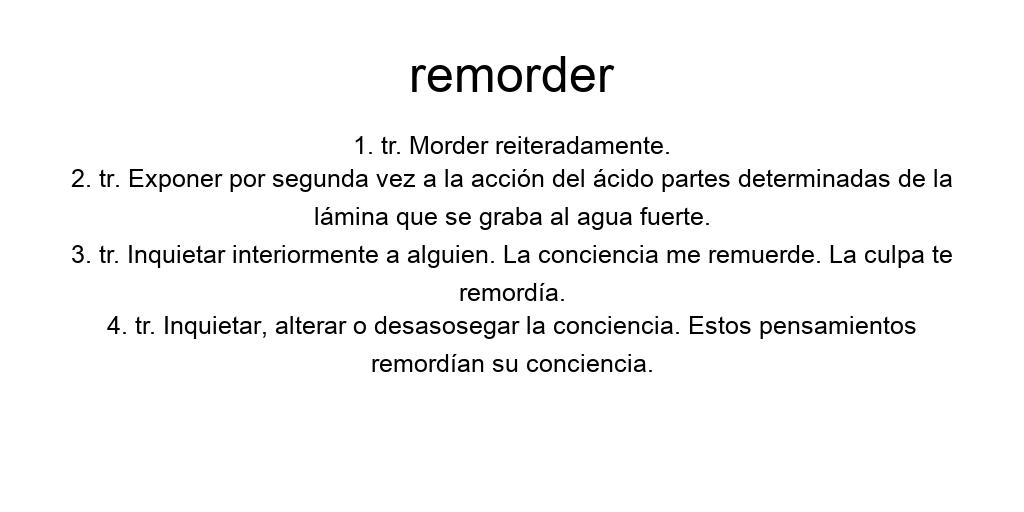 remorder
1. tr. Morder reiteradamente.
2. tr. Exponer por segunda vez a la acción del ácido partes determinadas de la
lámina que se graba al agua fuerte.
3. tr. Inquietar interiormente a alguien. La conciencia me remuerde. La culpa te
remordía.
4. tr. Inquietar, alterar o desasosegar la conciencia. Estos pensamientos
remordían su conciencia.